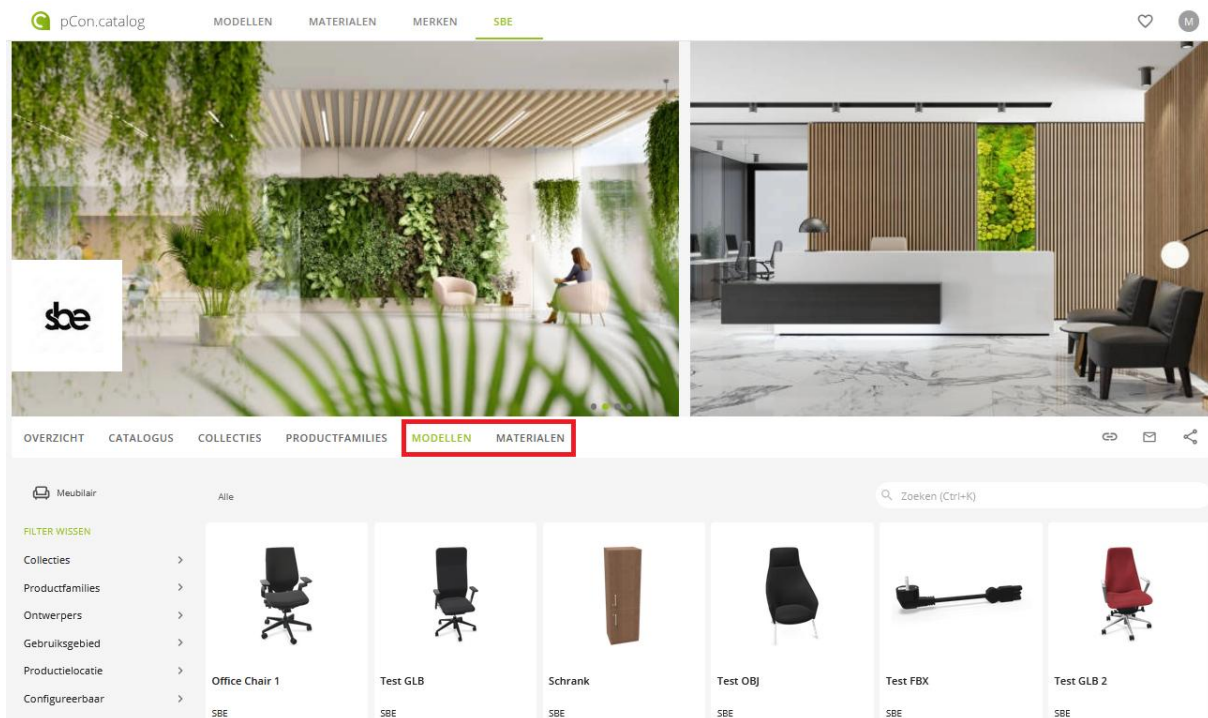 pCon.catalog MODELLEN MATERIALEN MERKEN SBE M
sbe
OVERZICHT CATALOGUS COLLECTIES PRODUCTFAMILIES MODELLEN MATERIALEN
Meubilair Alle Zoeken (Ctrl+K)
FILTER WISSEN
Collecties
Productfamilies
Ontwerpers
Gebruiksgebied
Productielocatie
Configureerbaar
Office Chair 1 Test GLB Schrank Test OBJ Test FBX Test GLB 2
SBE SBE SBE SBE SBE SBE